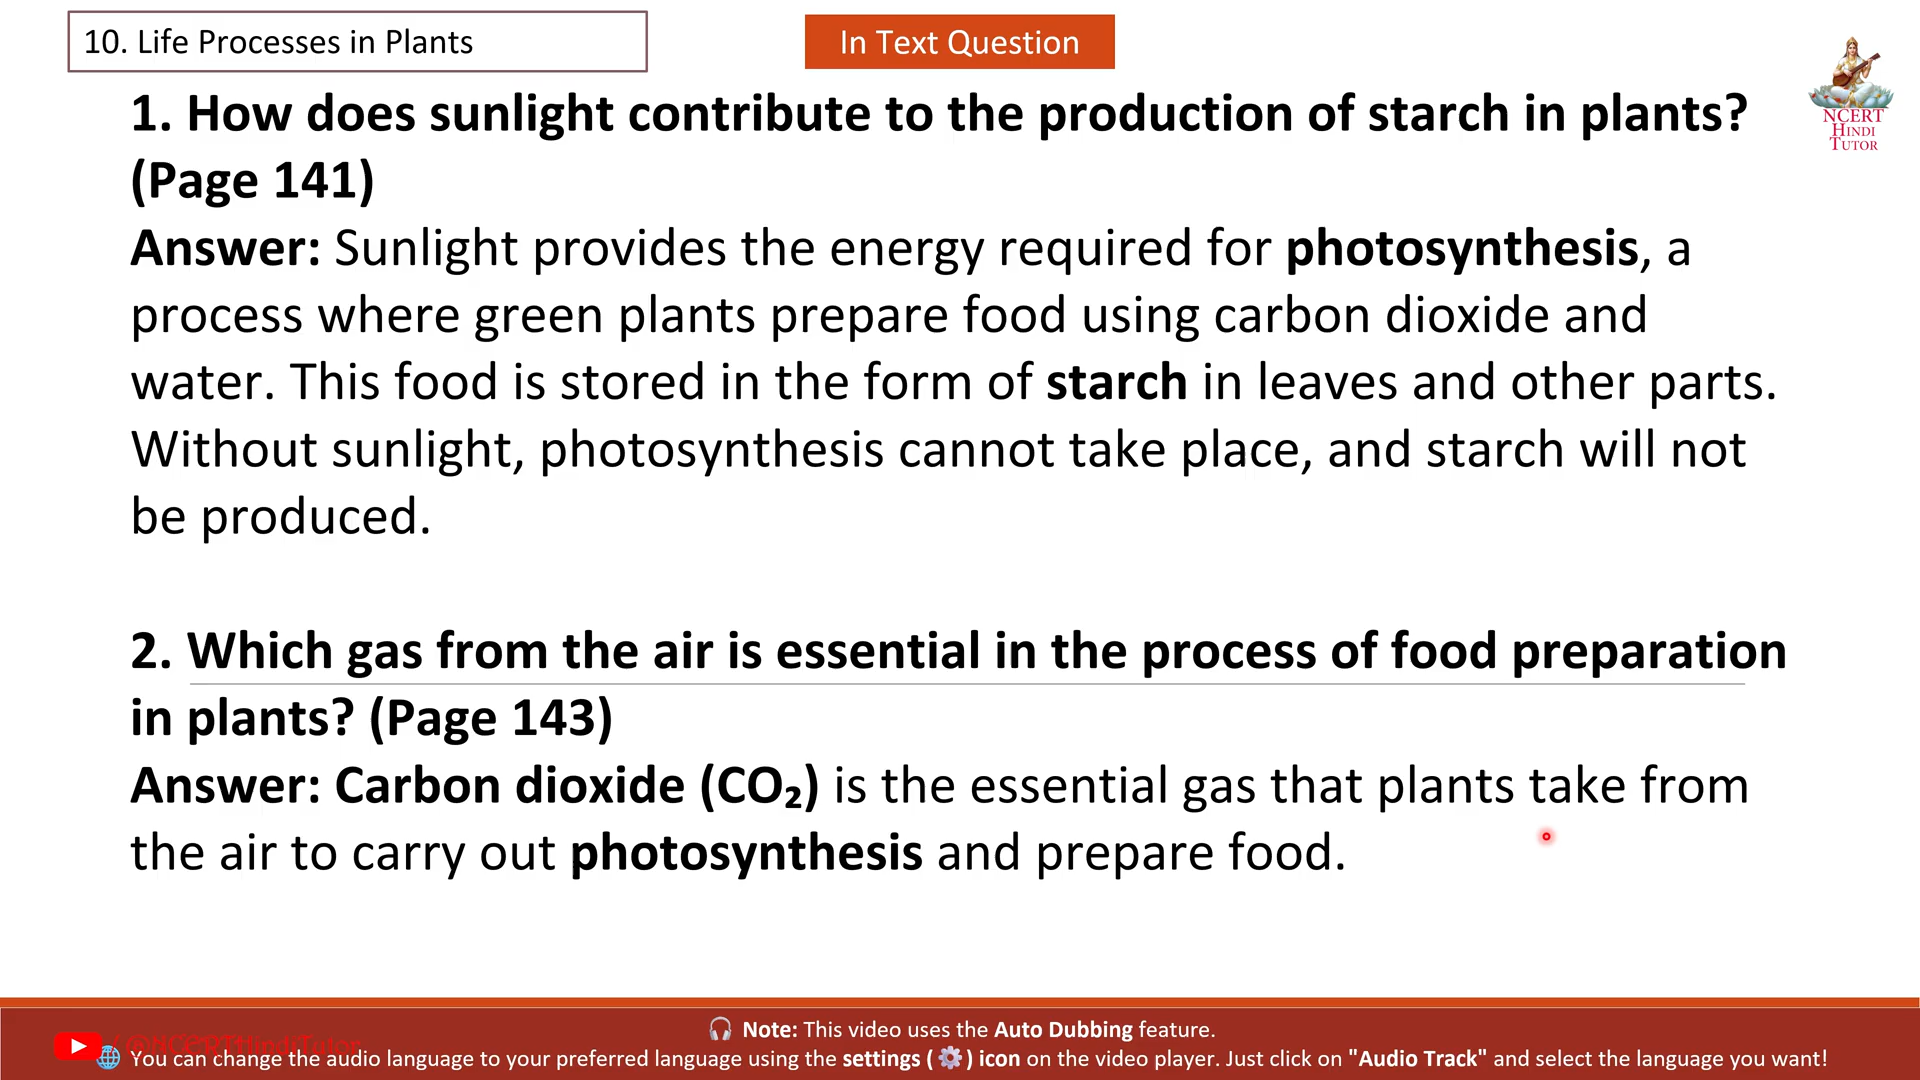 10. Life Processes in Plants
In Text Question
NCERT
HINDI
TUTOR
1. How does sunlight contribute to the production of starch in plants?
(Page 141)
Answer: Sunlight provides the energy required for photosynthesis, a
process where green plants prepare food using carbon dioxide and
water. This food is stored in the form of starch in leaves and other parts.
Without sunlight, photosynthesis cannot take place, and starch will not
be produced.
2. Which gas from the air is essential in the process of food preparation
in plants? (Page 143)
Answer: Carbon dioxide (CO₂) is the essential gas that plants take from
the air to carry out photosynthesis and prepare food.
🎧 Note: This video uses the Auto Dubbing feature.
/@NCERTHindiTutor
🌐 You can change the audio language to your preferred language using the settings (⚙️) icon on the video player. Just click on "Audio Track" and select the language you want!